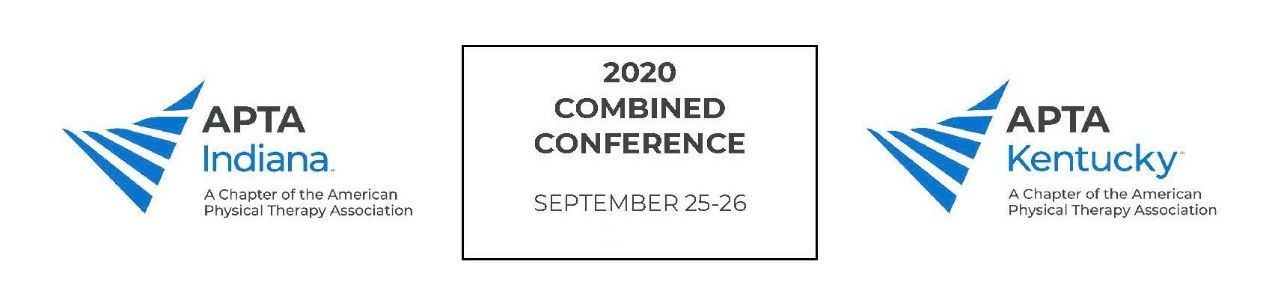 APTA
Indiana
A Chapter of the American
Physical Therapy Association
2020
COMBINED
CONFERENCE
SEPTEMBER 25-26
APTA
Kentucky
A Chapter of the American
Physical Therapy Association